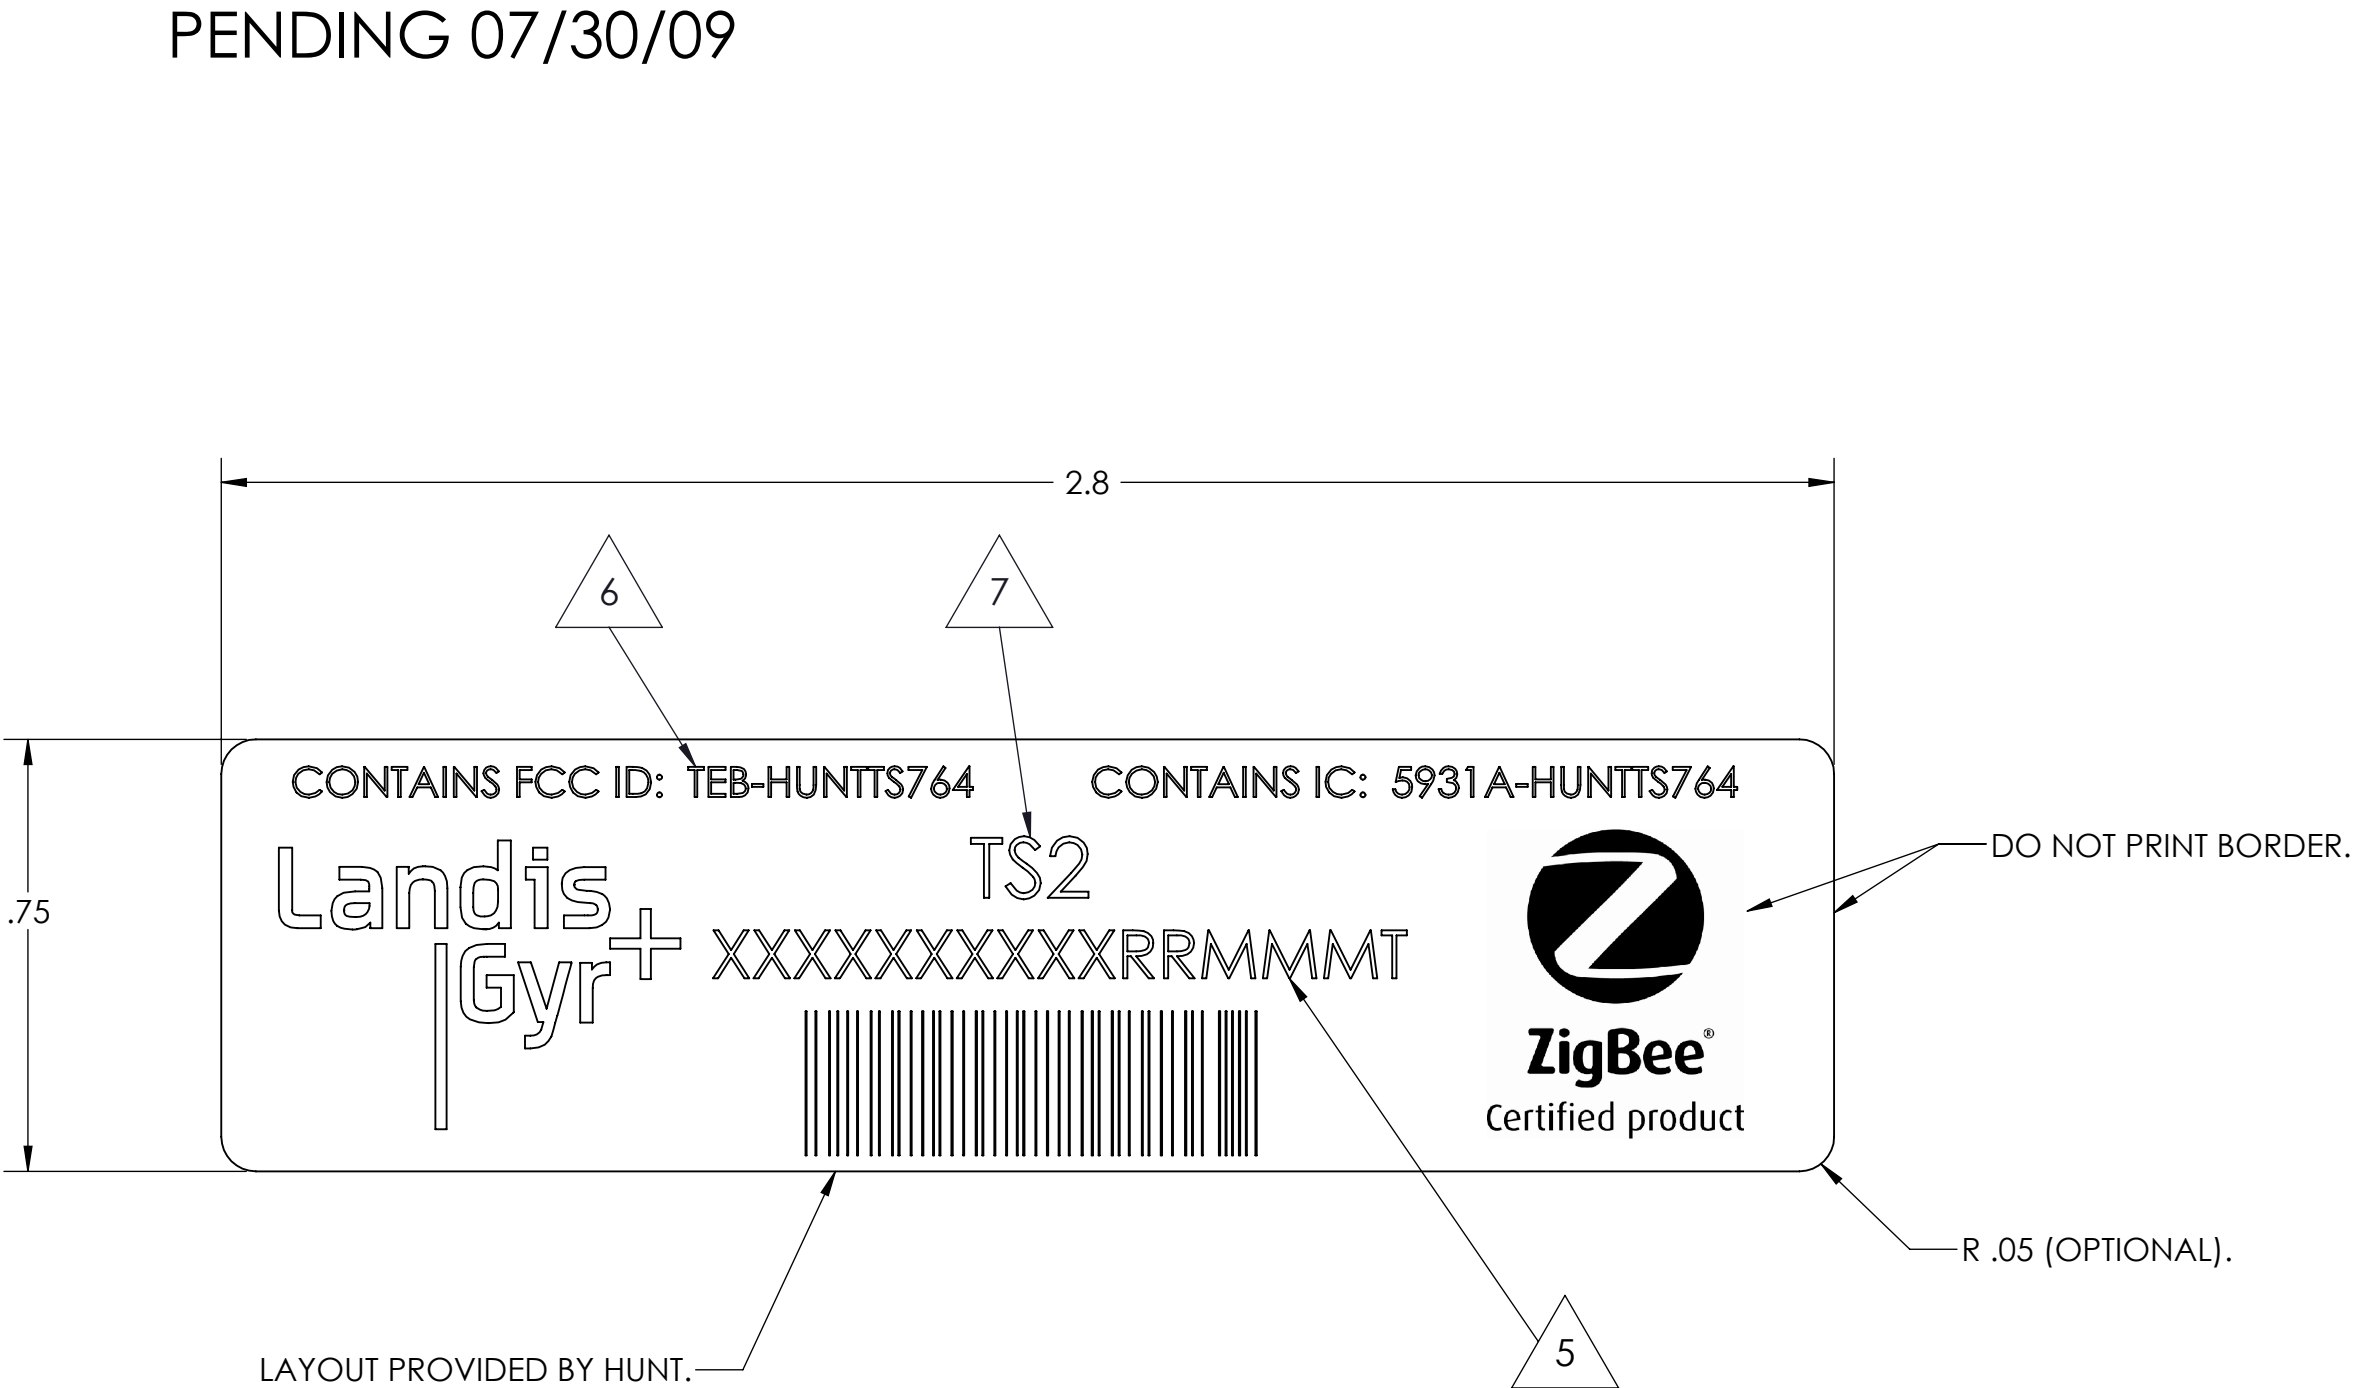 PENDING 07/30/09
2.8
6
7
CONTAINS FCC ID: TEB-HUNTTS764
CONTAINS IC: 5931A-HUNTTS764
Landis
Gyr+
TS2
XXXXXXXXXXRRMMMT
ZigBee®
Certified product
DO NOT PRINT BORDER.
.75
R .05 (OPTIONAL).
5
LAYOUT PROVIDED BY HUNT.